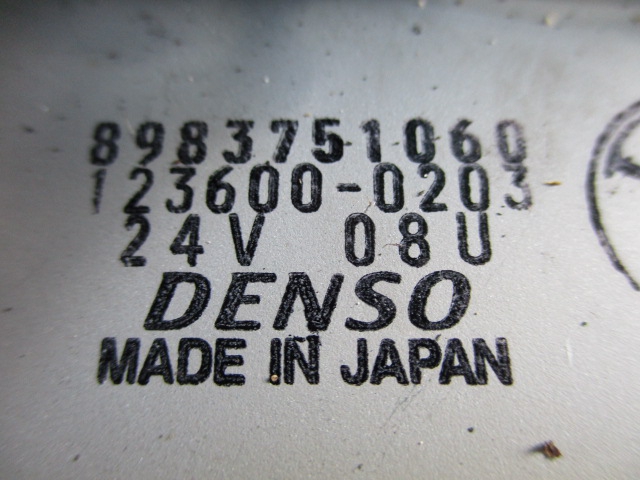 8983751060
123600-0203
24V 08U
DENSO
MADE IN JAPAN